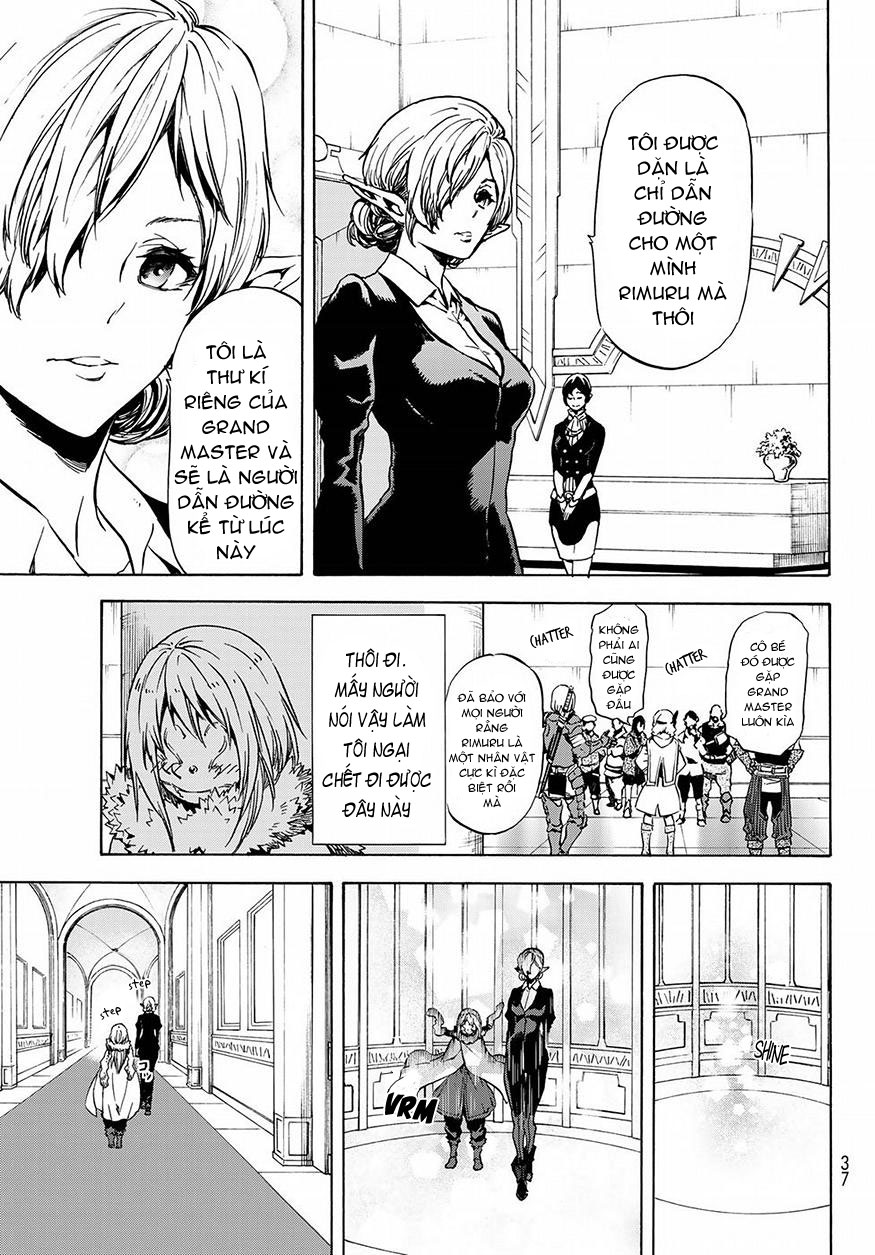 TÔI ĐƯỢC
DẶN LÀ
CHỈ DẪN
ĐƯỜNG
CHO MỘT
MÌNH
RIMURU MÀ
THÔI
TÔI LÀ
THƯ KÍ
RIÊNG CỦA
GRAND
MASTER VÀ
SẼ LÀ NGƯỜI
DẪN ĐƯỜNG
KỂ TỪ LÚC
NÀY
CÔ BÉ
ĐÓ ĐƯỢC
GẶP
GRAND
MASTER
LUÔN KÌA
CHATTER
KHÔNG
PHẢI AI
CŨNG
ĐƯỢC
GẶP
ĐÂU
CHATTER
ĐÃ BẢO VỚI
MỌI NGƯỜI
RẰNG
RIMURU LÀ
MỘT NHÂN VẬT
CỰC KÌ ĐẶC
BIỆT RỒI
MÀ
THÔI ĐI.
MẤY NGƯỜI
NÓI VẬY LÀM
TÔI NGẠI
CHẾT ĐI ĐƯỢC
ĐÂY NÀY
SHINE
VRM
step
step
コッ
37